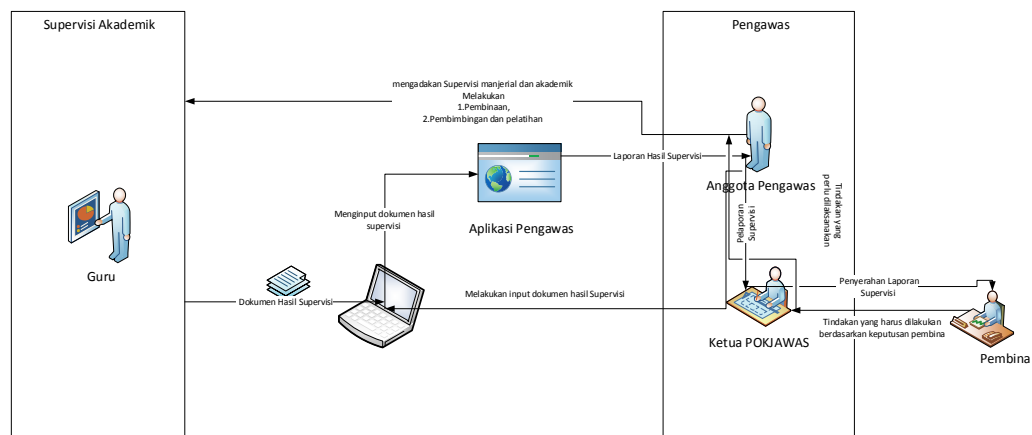 Supervisi Akademik
Pengawas
mengadakan Supervisi manjerial dan akademik
Melakukan
1.Pembinaan,
2.Pembimbingan dan pelatihan
Laporan Hasil Supervisi
Anggota Pengawas
Aplikasi Pengawas
Menginput dokumen hasil
supervisi
Pelaporan
Supervisi
Tindakan yang
perlu dilaksanakan
Guru
Dokumen Hasil Supervisi
Melakukan input dokumen hasil Supervisi
Ketua POKJAWAS
Penyerahan Laporan
Supervisi
Tindakan yang harus dilakukan
berdasarkan keputusan pembina
Pembina